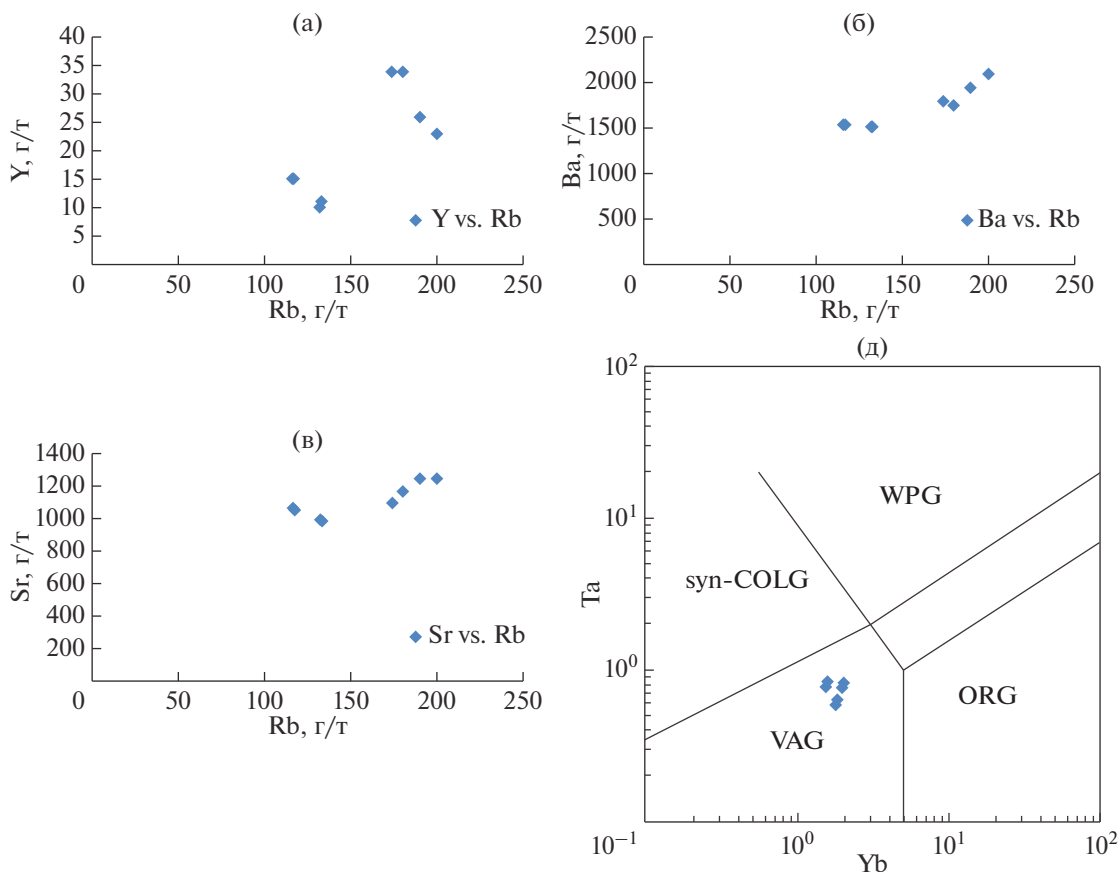 (а)
40
35
30
25
20
15
10
5
0
50
100
150
200
250
Y, г/т
Rb, г/т
Y vs. Rb
(б)
2500
2000
1500
1000
500
0
50
100
150
200
250
Ba, г/т
Rb, г/т
Ba vs. Rb
(в)
1400
1200
1000
800
600
400
200
0
50
100
150
200
250
Sr, г/т
Rb, г/т
Sr vs. Rb
(д)
10²
10¹
10⁰
10⁻¹
10⁰
10¹
10²
Ta
Yb
WPG
syn-COLG
ORG
VAG